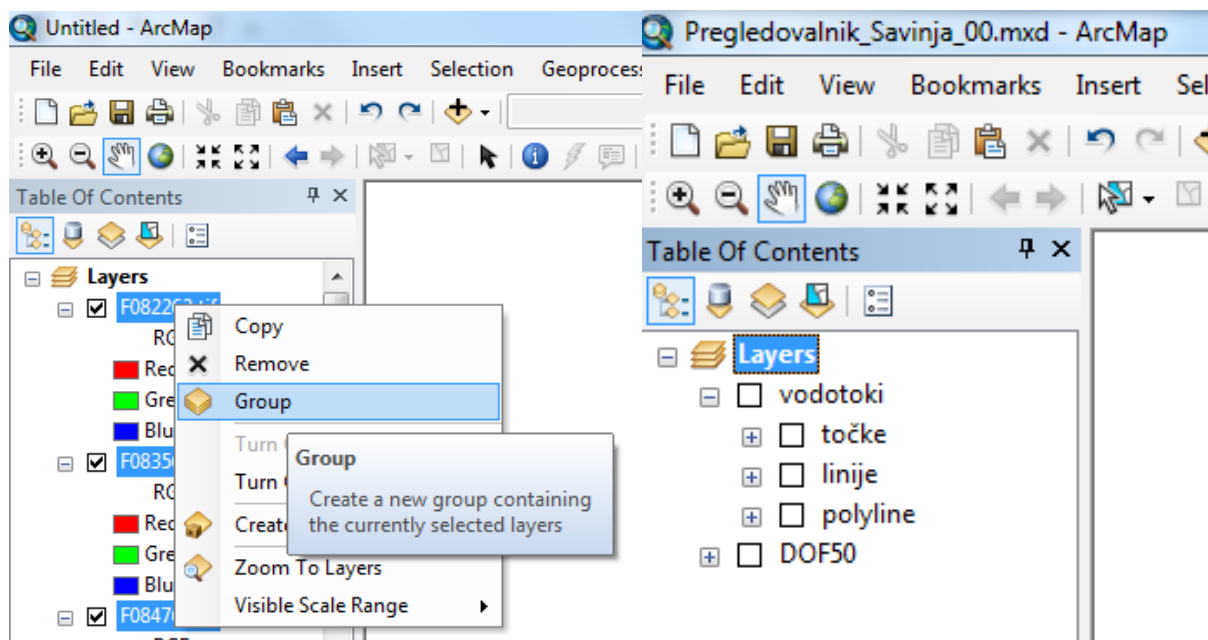 Untitled - ArcMap
File Edit View Bookmarks Insert Selection
Table Of Contents
Layers
Copy
Remove
Group
Turn
Turn
Group
Create a new group containing
the currently selected layers
Zoom To Layers
Visible Scale Range
Pregledovalnik_Savinja_00.mxd - ArcMap
File Edit View Bookmarks Insert
Table Of Contents
Layers
vodotoki
točke
linije
polyline
DOF50